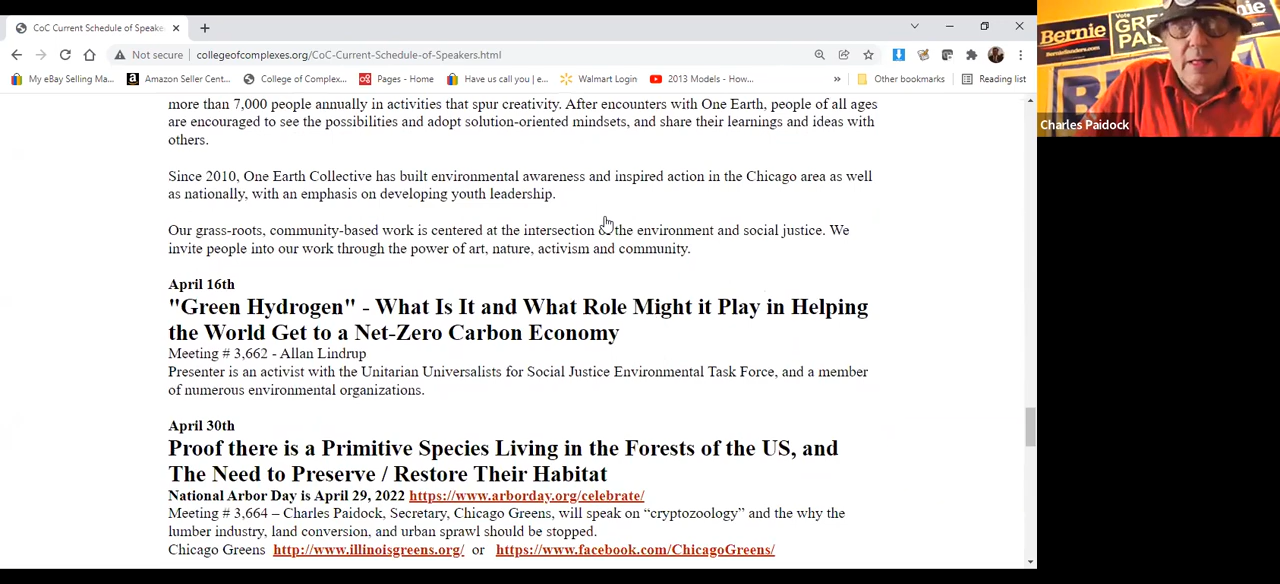 CoC Current Schedule of Speake
Not secure
collegeofcomplexes.org/CoC-Current-Schedule-of-Speakers.html
My eBay Selling Ma...
Amazon Seller Cent...
College of Complex...
Pages - Home
Have us call you | e...
Walmart Login
2013 Models - How...
»
Other bookmarks
Reading list
more than 7,000 people annually in activities that spur creativity. After encounters with One Earth, people of all ages
are encouraged to see the possibilities and adopt solution-oriented mindsets, and share their learnings and ideas with
others.
Since 2010, One Earth Collective has built environmental awareness and inspired action in the Chicago area as well
as nationally, with an emphasis on developing youth leadership.
Our grass-roots, community-based work is centered at the intersection the environment and social justice. We
invite people into our work through the power of art, nature, activism and community.
April 16th
"Green Hydrogen" - What Is It and What Role Might it Play in Helping
the World Get to a Net-Zero Carbon Economy
Meeting # 3,662 - Allan Lindrup
Presenter is an activist with the Unitarian Universalists for Social Justice Environmental Task Force, and a member
of numerous environmental organizations.
April 30th
Proof there is a Primitive Species Living in the Forests of the US, and
The Need to Preserve / Restore Their Habitat
National Arbor Day is April 29, 2022 https://www.arborday.org/celebrate/
Meeting # 3,664 – Charles Paidock, Secretary, Chicago Greens, will speak on “cryptozoology” and the why the
lumber industry, land conversion, and urban sprawl should be stopped.
Chicago Greens http://www.illinoisgreens.org/ or https://www.facebook.com/ChicagoGreens/
Bernie
Berniesanders.com
Vote
GRE
PAR
Bernie
Charles Paidock